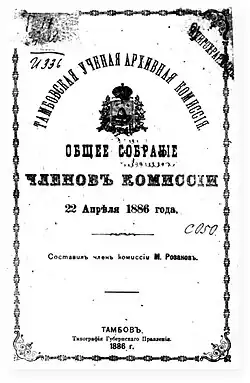 ТАМБОВСКАЯ УЧЕНАЯ АРХИВНАЯ КОМИССІЯ.
ОБЩЕЕ СОБРАНІЕ
ЧЛЕНОВЪ КОМИССІИ
22 Апрѣля 1886 года.
Составилъ членъ комиссіи М. Розановъ.
ТАМБОВЪ.
Типографія Губернскаго Правленія.
1886 г.